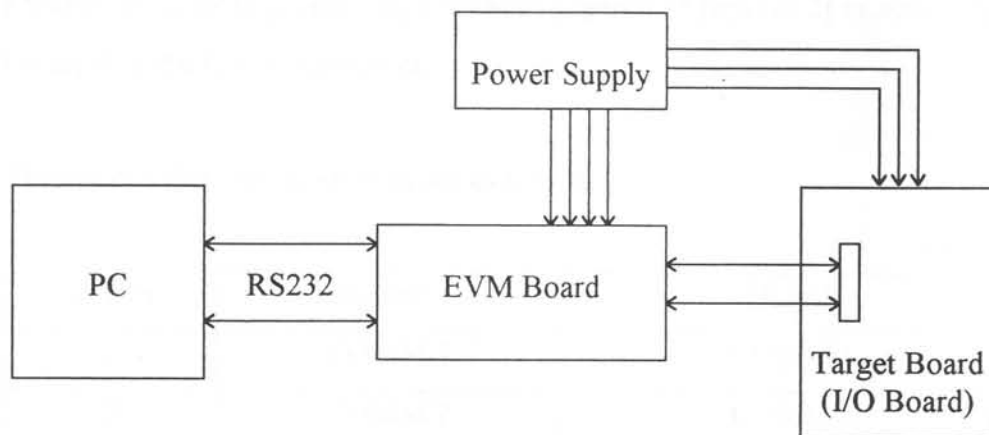 Power Supply
PC
RS232
EVM Board
Target Board
(I/O Board)